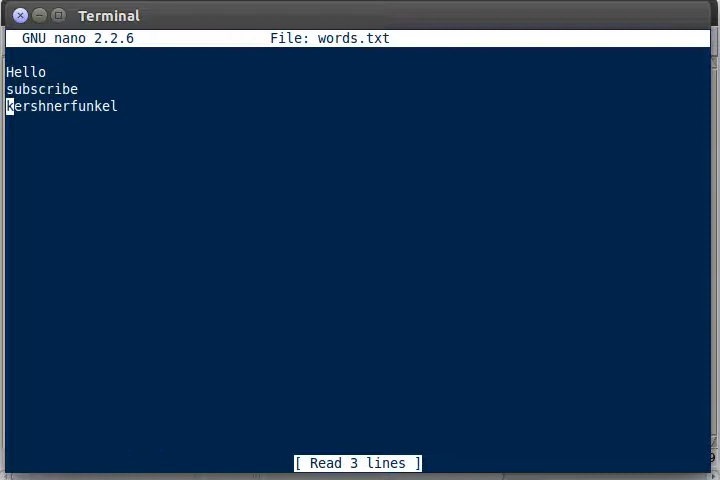 Terminal
GNU nano 2.2.6 File: words.txt
Hello
subscribe
kershnerfunkel
[ Read 3 lines ]